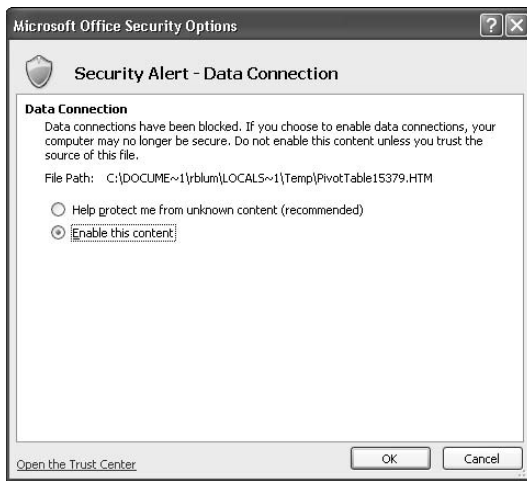 Microsoft Office Security Options
Security Alert - Data Connection
Data Connection
Data connections have been blocked. If you choose to enable data connections, your
computer may no longer be secure. Do not enable this content unless you trust the
source of this file.
File Path: C:\DOCUME~1\rblum\LOCALS~1\Temp\PivotTable15379.HTM
Help protect me from unknown content (recommended)
Enable this content
Open the Trust Center
OK
Cancel